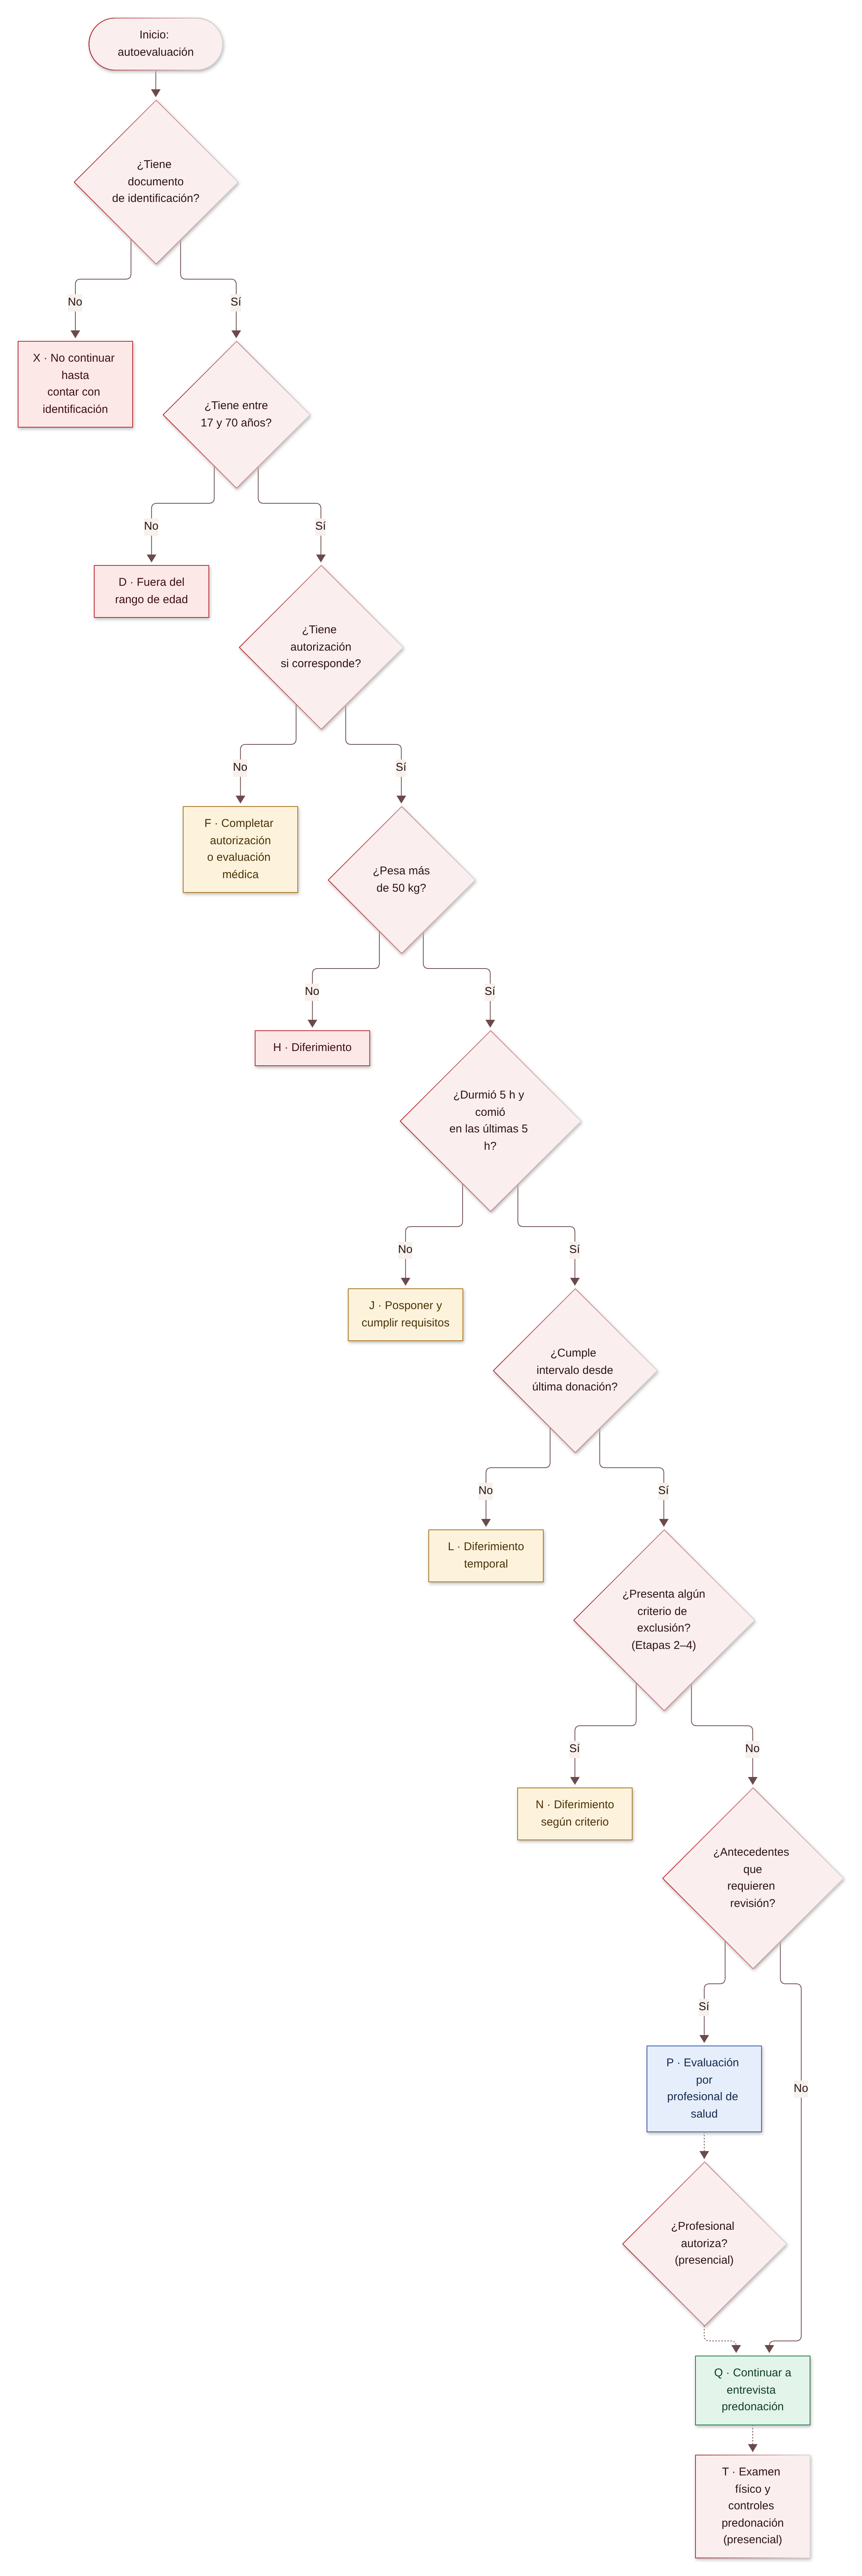 Inicio:
autoevaluación
¿Tiene
documento
de identificación?
No
Sí
X · No continuar
hasta
contar con
identificación
¿Tiene entre
17 y 70 años?
No
Sí
D · Fuera del
rango de edad
¿Tiene
autorización
si corresponde?
No
Sí
F · Completar
autorización
o evaluación
médica
¿Pesa más
de 50 kg?
No
Sí
H · Diferimiento
¿Durmió 5 h y
comió
en las últimas 5
h?
No
Sí
J · Posponer y
cumplir requisitos
¿Cumple
intervalo desde
última donación?
No
Sí
L · Diferimiento
temporal
¿Presenta algún
criterio de
exclusión?
(Etapas 2–4)
Sí
No
N · Diferimiento
según criterio
¿Antecedentes
que
requieren
revisión?
Sí
P · Evaluación
por
profesional de
salud
No
¿Profesional
autoriza?
(presencial)
Q · Continuar a
entrevista
predonación
T · Examen
físico y
controles
predonación
(presencial)